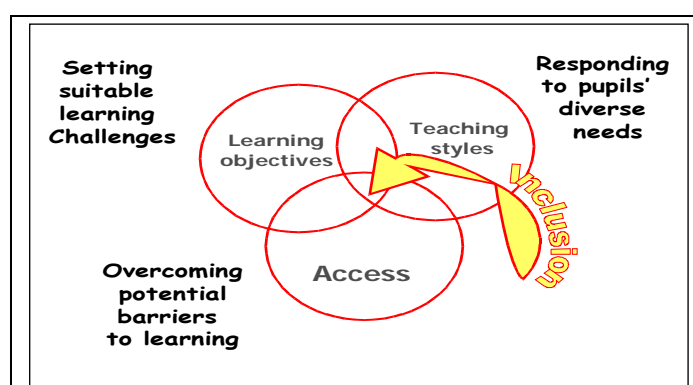 Setting
suitable
learning
Challenges
Responding
to pupils'
diverse
needs
Learning
objectives
Teaching
styles
Inclusion
Access
Overcoming
potential
barriers
to learning